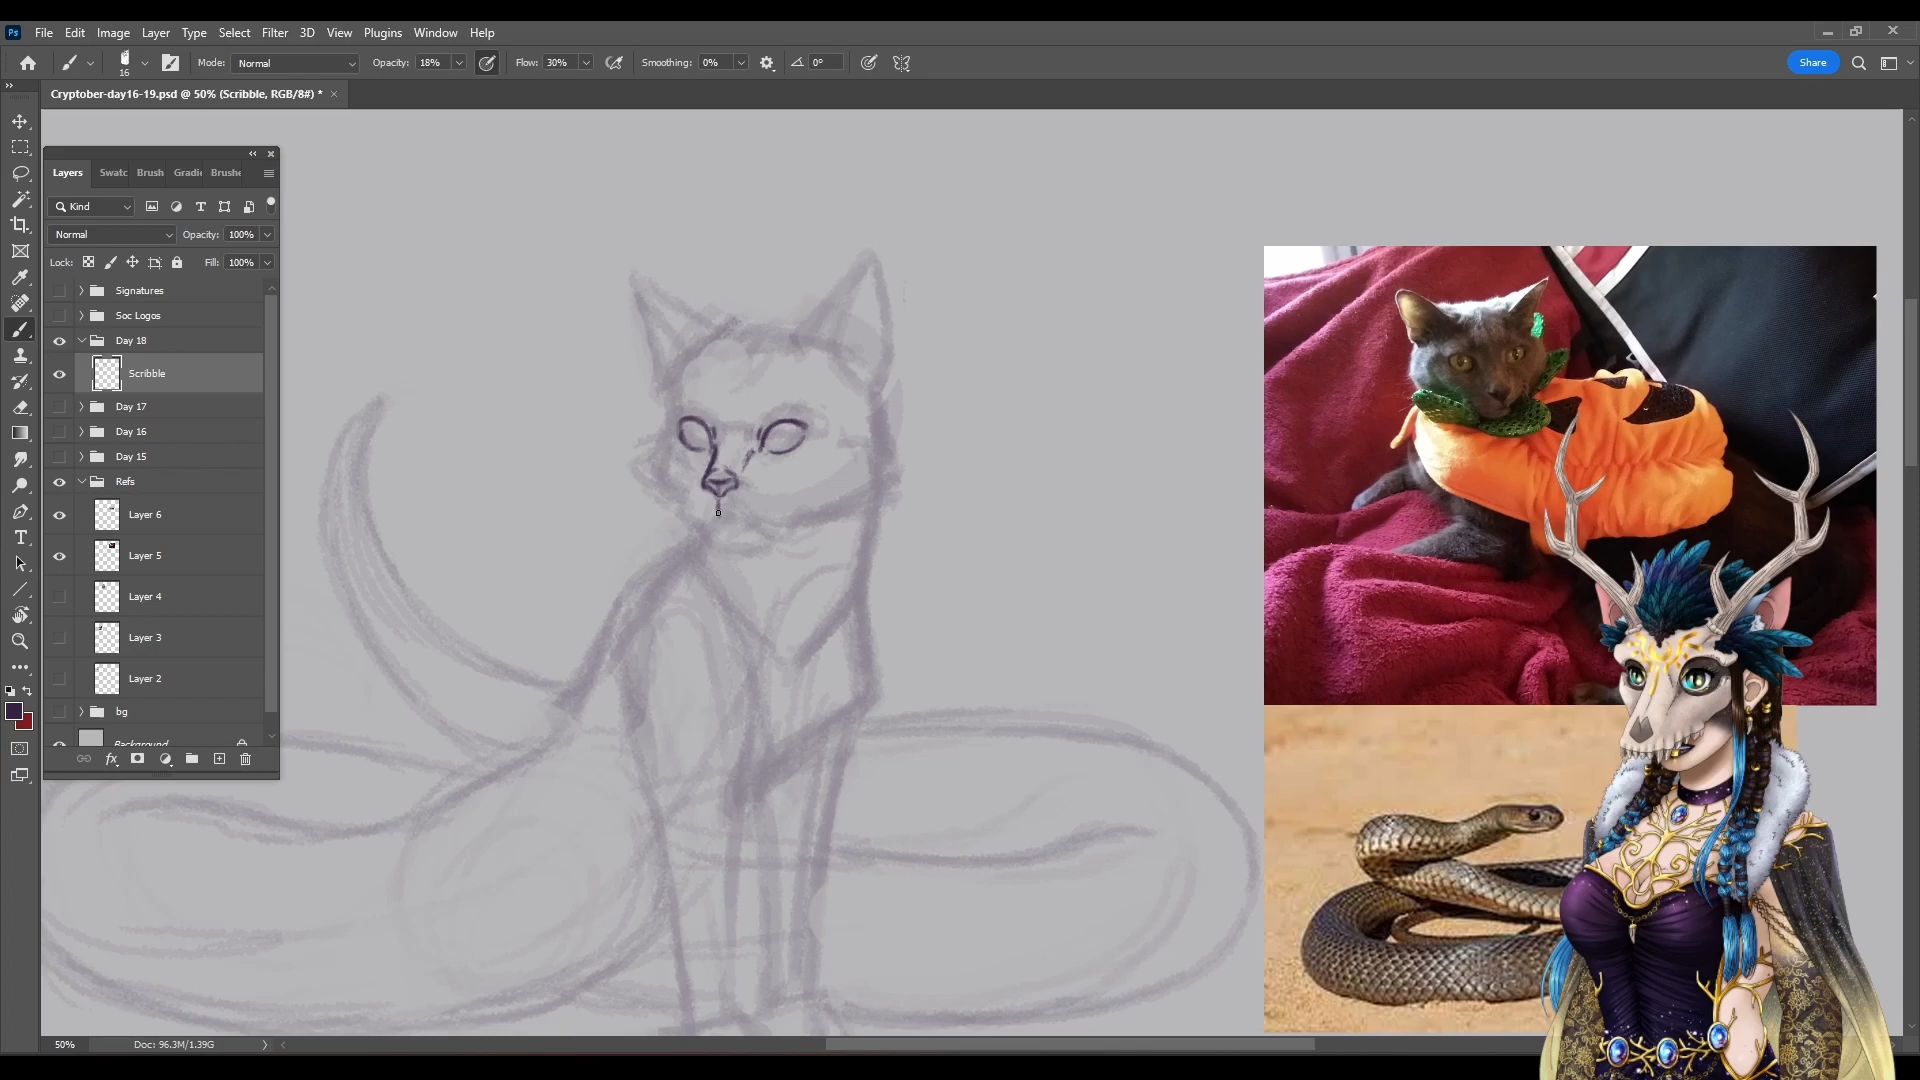 Ps File Edit Image Layer Type Select Filter 3D View Plugins Window Help
16 Mode: Normal Opacity: 18% Flow: 30% Smoothing: 0% 0° Share
Cryptober-day16-19.psd @ 50% (Scribble, RGB/8#) *
Layers Swatc Brush Gradi Brushe
Kind
Normal Opacity: 100%
Lock: Fill: 100%
Signatures
Soc Logos
Day 18
Scribble
Day 17
Day 16
Day 15
Refs
Layer 6
Layer 5
Layer 4
Layer 3
Layer 2
bg
Background
fx
50% Doc: 96.3M/1.39G